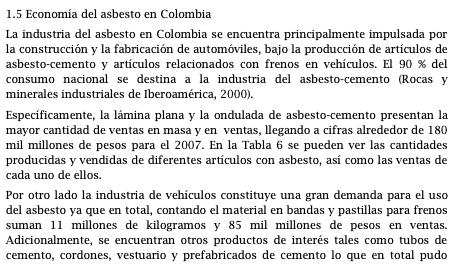 1.5 Economía del asbesto en Colombia
La industria del asbesto en Colombia se encuentra principalmente impulsada por
la construcción y la fabricación de automóviles, bajo la producción de artículos de
asbesto-cemento y artículos relacionados con frenos en vehículos. El 90 % del
consumo nacional se destina a la industria del asbesto-cemento (Rocas y
minerales industriales de Iberoamérica, 2000).
Específicamente, la lámina plana y la ondulada de asbesto-cemento presentan la
mayor cantidad de ventas en masa y en ventas, llegando a cifras alrededor de 180
mil millones de pesos para el 2007. En la Tabla 6 se pueden ver las cantidades
producidas y vendidas de diferentes artículos con asbesto, así como las ventas de
cada uno de ellos.
Por otro lado la industria de vehículos constituye una gran demanda para el uso
del asbesto ya que en total, contando el material en bandas y pastillas para frenos
suman 11 millones de kilogramos y 85 mil millones de pesos en ventas.
Adicionalmente, se encuentran otros productos de interés tales como tubos de
cemento, cordones, vestuario y prefabricados de cemento lo que en total pudo